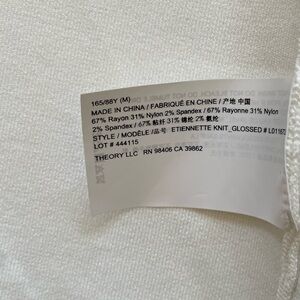 165/88Y (M)
MADE IN CHINA / FABRIQUÉ EN CHINE / 产地 中国
67% Rayon 31% Nylon 2% Spandex / 67% Rayonne 31% Nylon
2% Spandex / 67% 粘纤 31% 锦纶 2% 氨纶
STYLE / MODÈLE /品号 ETIENNETTE KNIT_GLOSSED # L01167
LOT # 444115
THEORY LLC RN 98406 CA 39862